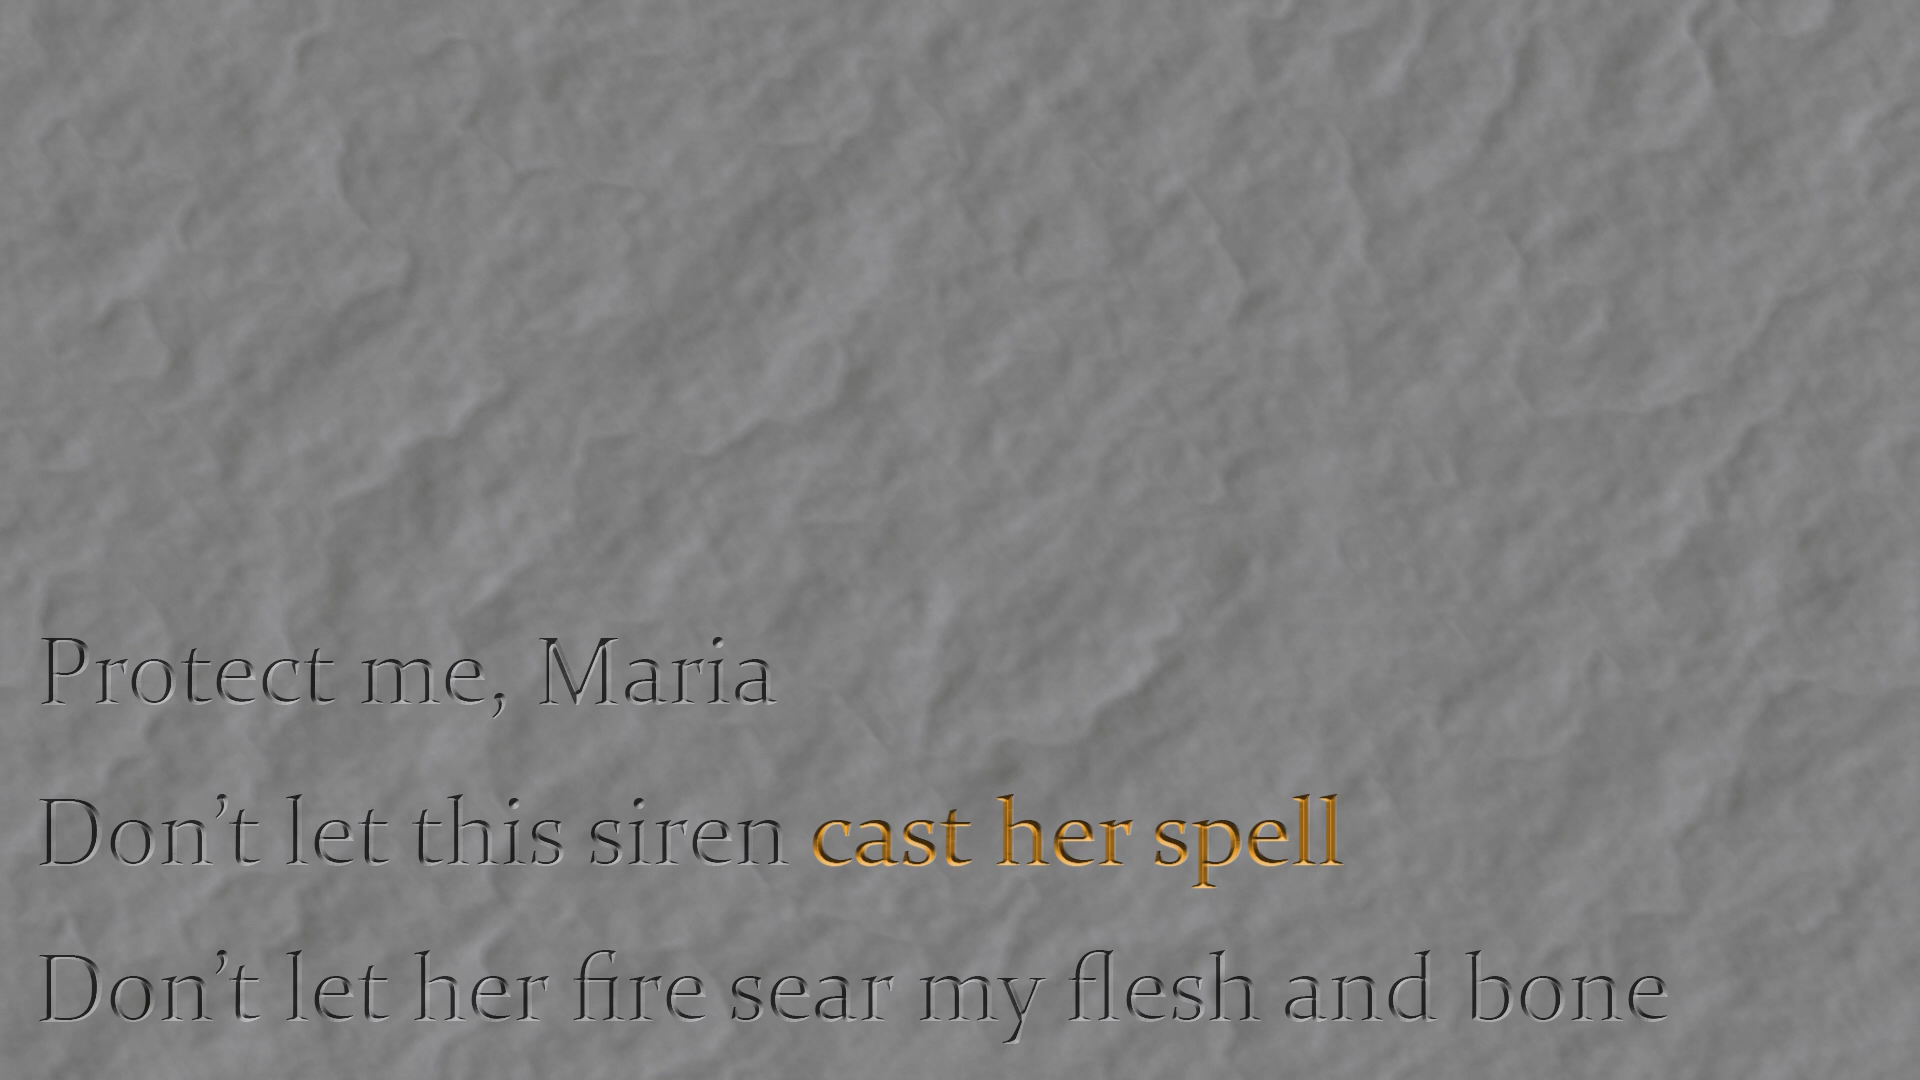 Protect me, Maria
Don’t let this siren cast her spell
Don’t let her fire sear my flesh and bone